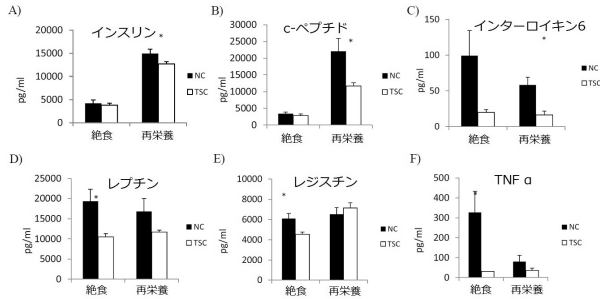 A)
インスリン
*
pg/ml
20000
15000
10000
5000
0
絶食
再栄養
NC
TSC
B)
c-ペプチド
*
pg/ml
30000
25000
20000
15000
10000
5000
0
絶食
再栄養
NC
TSC
C)
インターロイキン6
*
pg/ml
150
100
50
0
絶食
再栄養
NC
TSC
D)
レプチン
*
pg/ml
25000
20000
15000
10000
5000
0
絶食
再栄養
NC
TSC
E)
レジスチン
*
pg/ml
10000
8000
6000
4000
2000
0
絶食
再栄養
NC
TSC
F)
TNF α
*
pg/ml
500
400
300
200
100
0
絶食
再栄養
NC
TSC